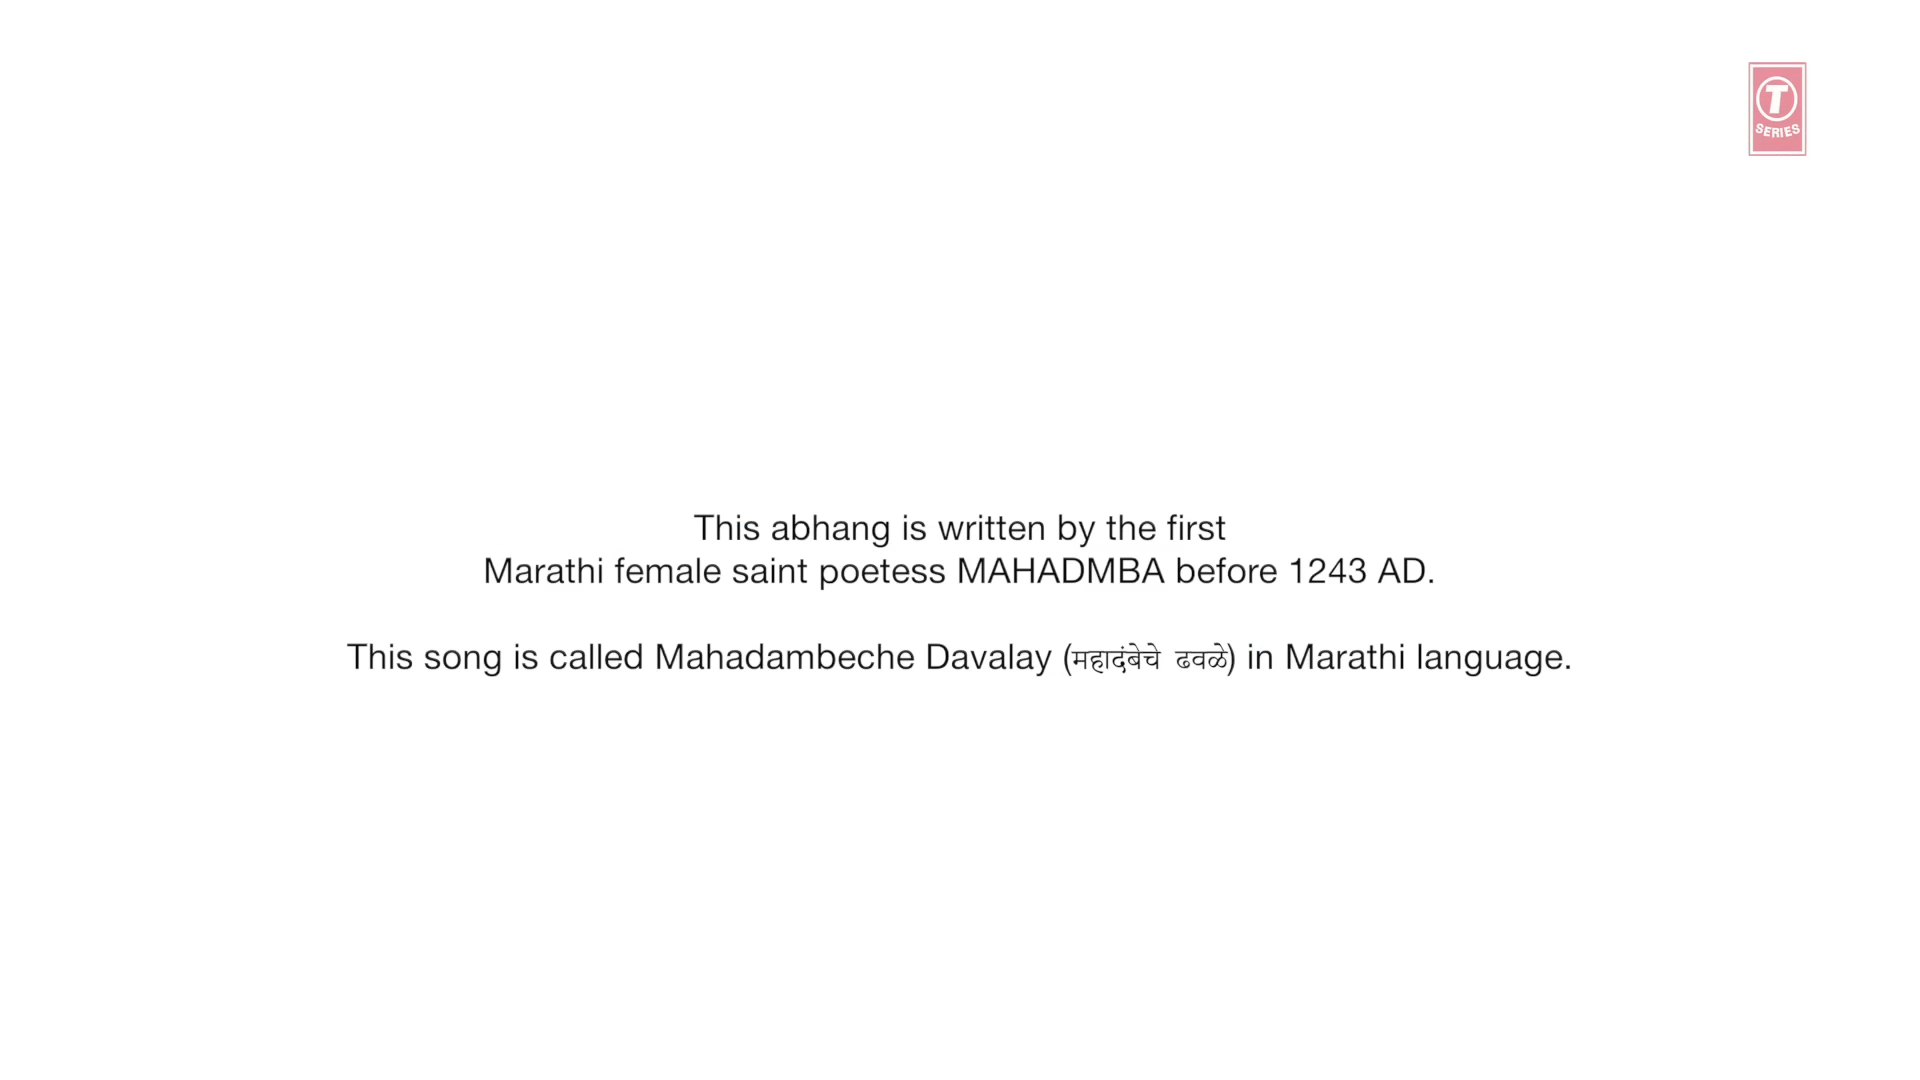 T
SERIES
This abhang is written by the first
Marathi female saint poetess MAHADMBA before 1243 AD.
This song is called Mahadambeche Davalay (महादंबेचे ढवळे) in Marathi language.